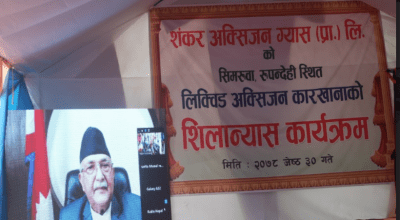 शंकर अक्सिजन ग्यास (प्रा.) लि.
को
सिमरुवा, रुपन्देही स्थित
लिक्विड अक्सिजन कारखानाको
शिलान्यास कार्यक्रम
मिति : २०७८ जेष्ठ ३० गते